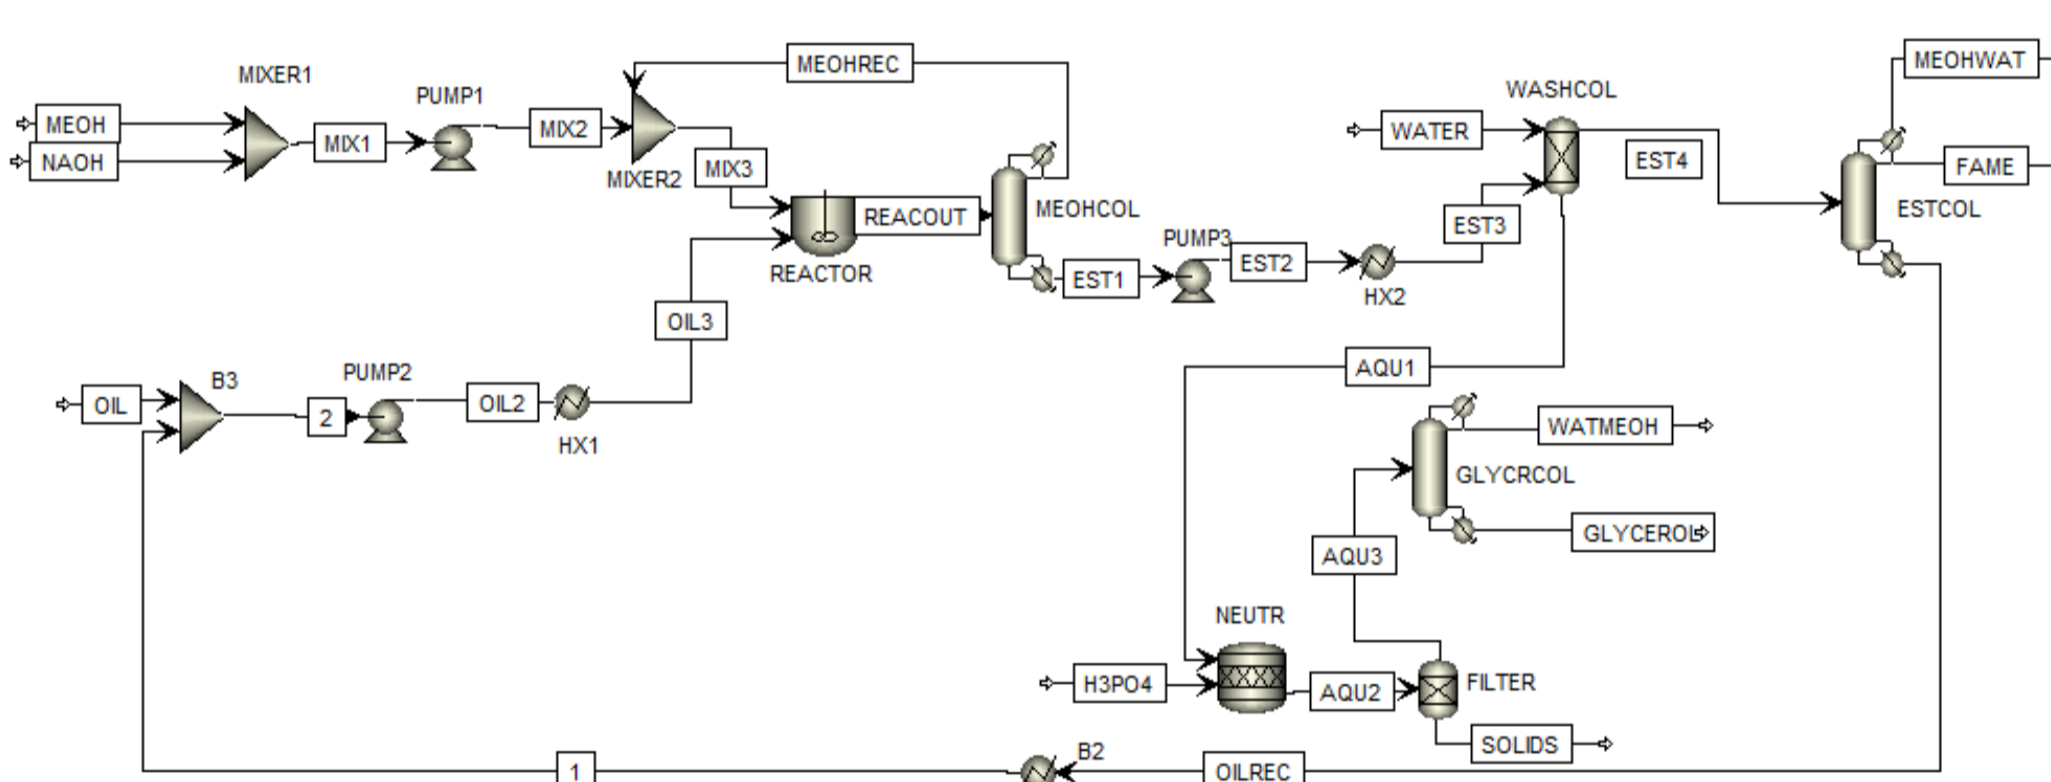 MEOHWAT
MEOHREC
MIXER1
WASHCOL
PUMP1
MEOH
MIX2
WATER
MIX1
EST4
NAOH
MIX3
FAME
MIXER2
REACOUT
MEOHCOL
ESTCOL
EST3
PUMP3
REACTOR
EST1
EST2
HX2
OIL3
AQU1
B3
PUMP2
OIL
2
OIL2
HX1
WATMEOH
GLYCRCOL
GLYCEROL
AQU3
NEUTR
H3PO4
AQU2
FILTER
SOLIDS
B2
1
OILREC